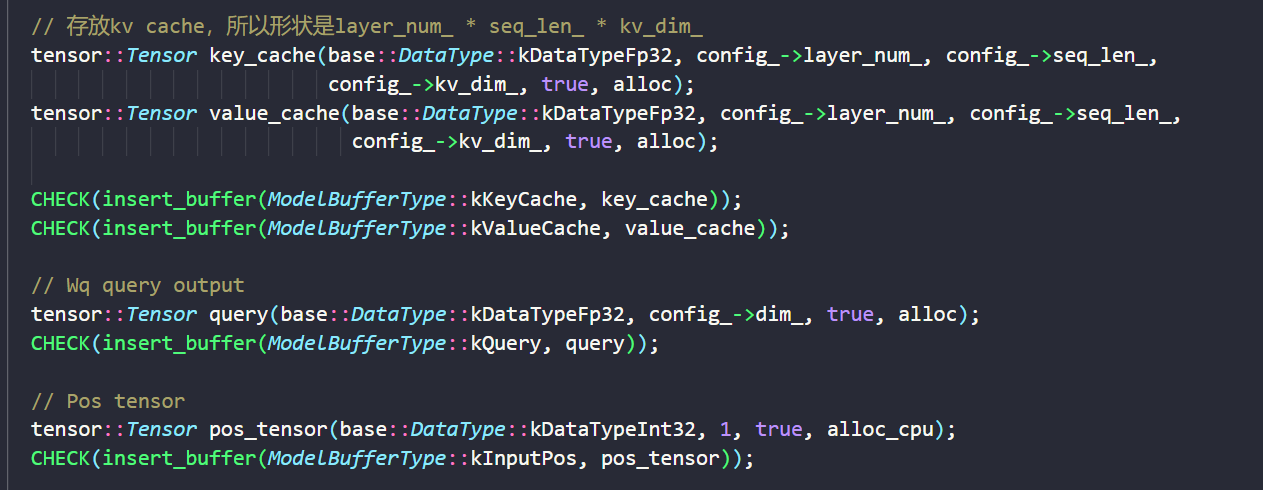 // 存放kv cache，所以形状是layer_num_ * seq_len_ * kv_dim_
tensor::Tensor key_cache(base::DataType::kDataTypeFp32, config_->layer_num_, config_->seq_len_,
config_->kv_dim_, true, alloc);
tensor::Tensor value_cache(base::DataType::kDataTypeFp32, config_->layer_num_, config_->seq_len_,
config_->kv_dim_, true, alloc);
CHECK(insert_buffer(ModelBufferType::kKeyCache, key_cache));
CHECK(insert_buffer(ModelBufferType::kValueCache, value_cache));
// Wq query output
tensor::Tensor query(base::DataType::kDataTypeFp32, config_->dim_, true, alloc);
CHECK(insert_buffer(ModelBufferType::kQuery, query));
// Pos tensor
tensor::Tensor pos_tensor(base::DataType::kDataTypeInt32, 1, true, alloc_cpu);
CHECK(insert_buffer(ModelBufferType::kInputPos, pos_tensor));